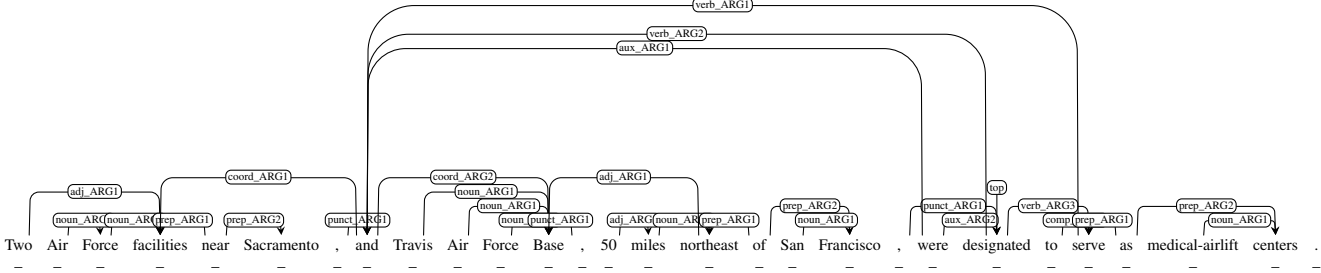 verb_ARG1
verb_ARG2
aux_ARG1
coord_ARG1 coord_ARG2 adj_ARG1
adj_ARG1 noun_ARG1 top
noun_ARG1 prep_ARG2 punct_ARG1 verb_ARG3 prep_ARG2
prep_ARG1 prep_ARG2 punct_ARG1 punct_ARG1 prep_ARG1 noun_ARG1 aux_ARG2 prep_ARG1 noun_ARG1
Two Air Force facilities near Sacramento , and Travis Air Force Base , 50 miles northeast of San Francisco , were designated to serve as medical-airlift centers .
_ _ _ _ _ _ _ _ _ _ _ _ _ _ _ _ _ _ _ _ _ _ _ _ _ _ _ _ _